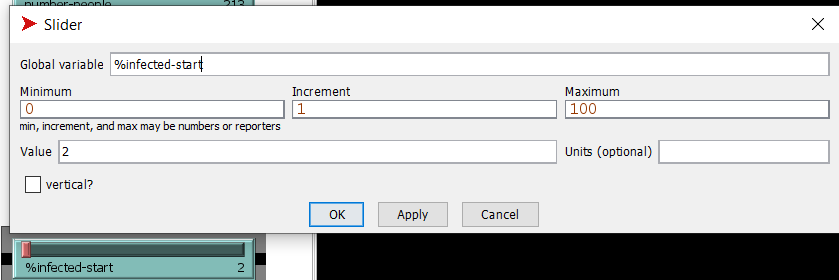 number-people 213
Slider
Global variable %infected-start
Minimum Increment Maximum
0 1 100
min, increment, and max may be numbers or reporters
Value 2 Units (optional)
vertical?
OK Apply Cancel
%infected-start 2